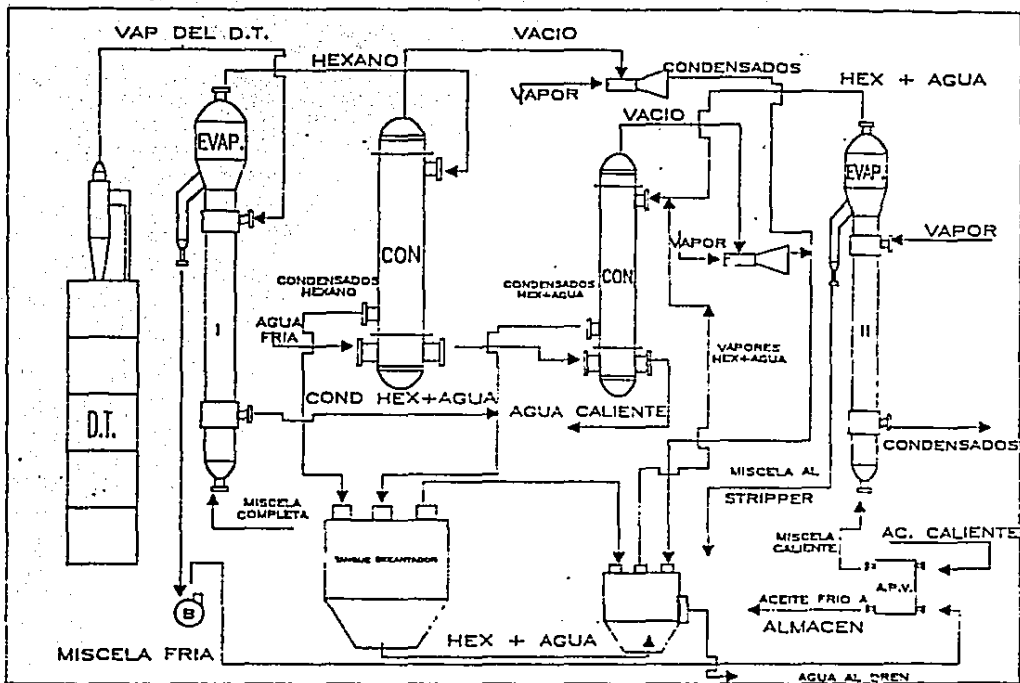 VAP DEL D.T.
VACIO
HEXANO
CONDENSADOS
HEX + AGUA
VAPOR
VACIO
EVAP.
EVAP.
VAPOR
VAPOR
CON
CON
CONDENSADOS
HEXANO
CONDENSADOS
HEX+AGUA
AGUA
FRIA
I
II
VAPORES
HEX+AGUA
D.T.
COND HEX+AGUA
AGUA CALIENTE
CONDENSADOS
MISCELA AL
STRIPPER
MISCELA
COMPLETA
MISCELA
CALIENTE
AC. CALIENTE
TANQUE DECANTADOR
A.P.V.
B
ACEITE FRIO A
ALMACEN
HEX + AGUA
MISCELA FRIA
AGUA AL DREN